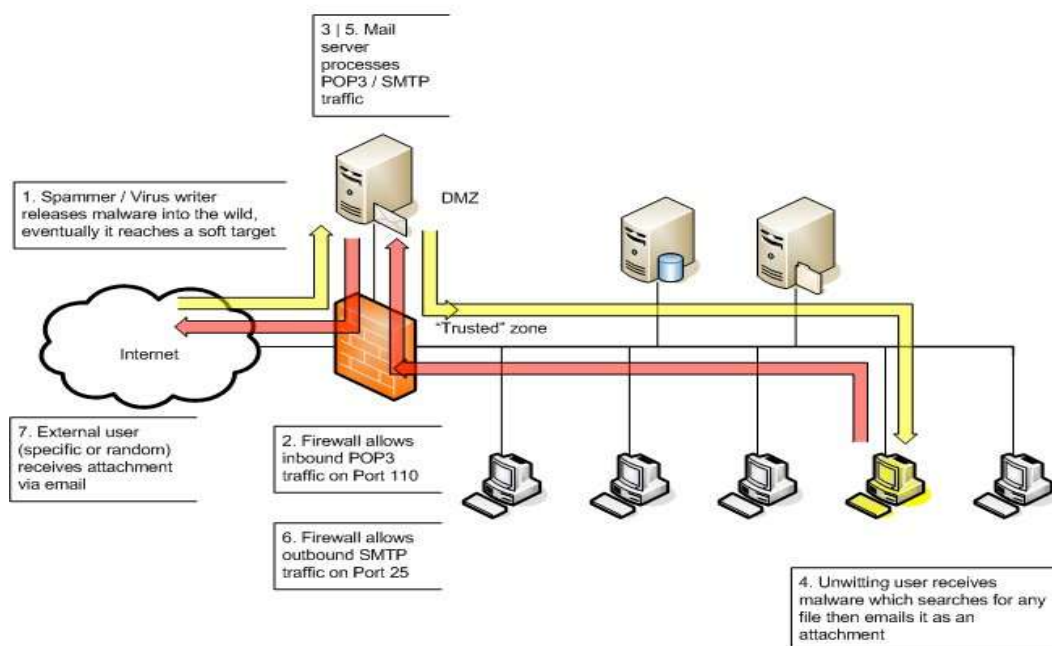 3 | 5. Mail
server
processes
POP3 / SMTP
traffic
1. Spammer / Virus writer
releases malware into the wild,
eventually it reaches a soft target
DMZ
"Trusted" zone
Internet
7. External user
(specific or random)
receives attachment
via email
2. Firewall allows
inbound POP3
traffic on Port 110
6. Firewall allows
outbound SMTP
traffic on Port 25
4. Unwitting user receives
malware which searches for any
file then emails it as an
attachment